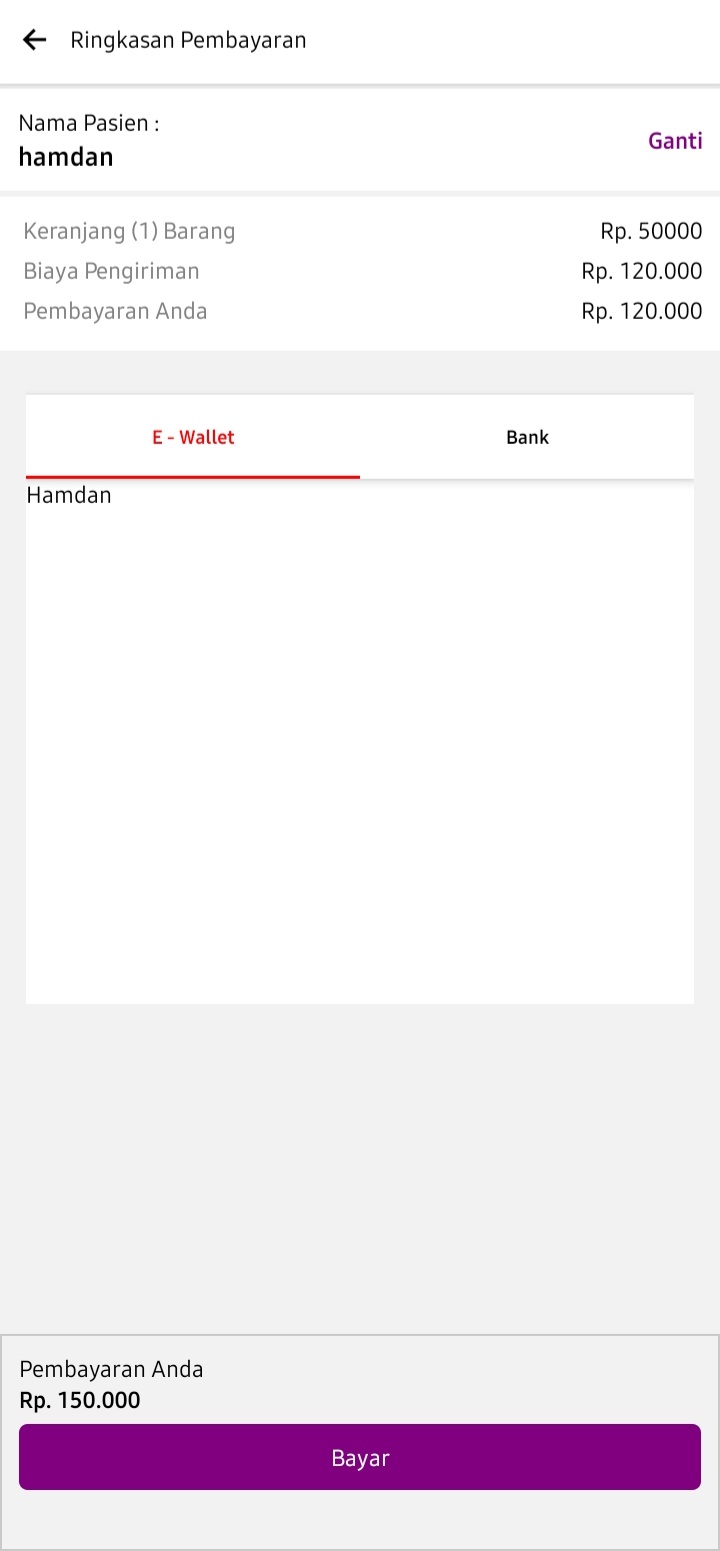 Ringkasan Pembayaran
Nama Pasien :
hamdan
Ganti
Keranjang (1) Barang Rp. 50000
Biaya Pengiriman Rp. 120.000
Pembayaran Anda Rp. 120.000
E - Wallet Bank
Hamdan
Pembayaran Anda
Rp. 150.000
Bayar